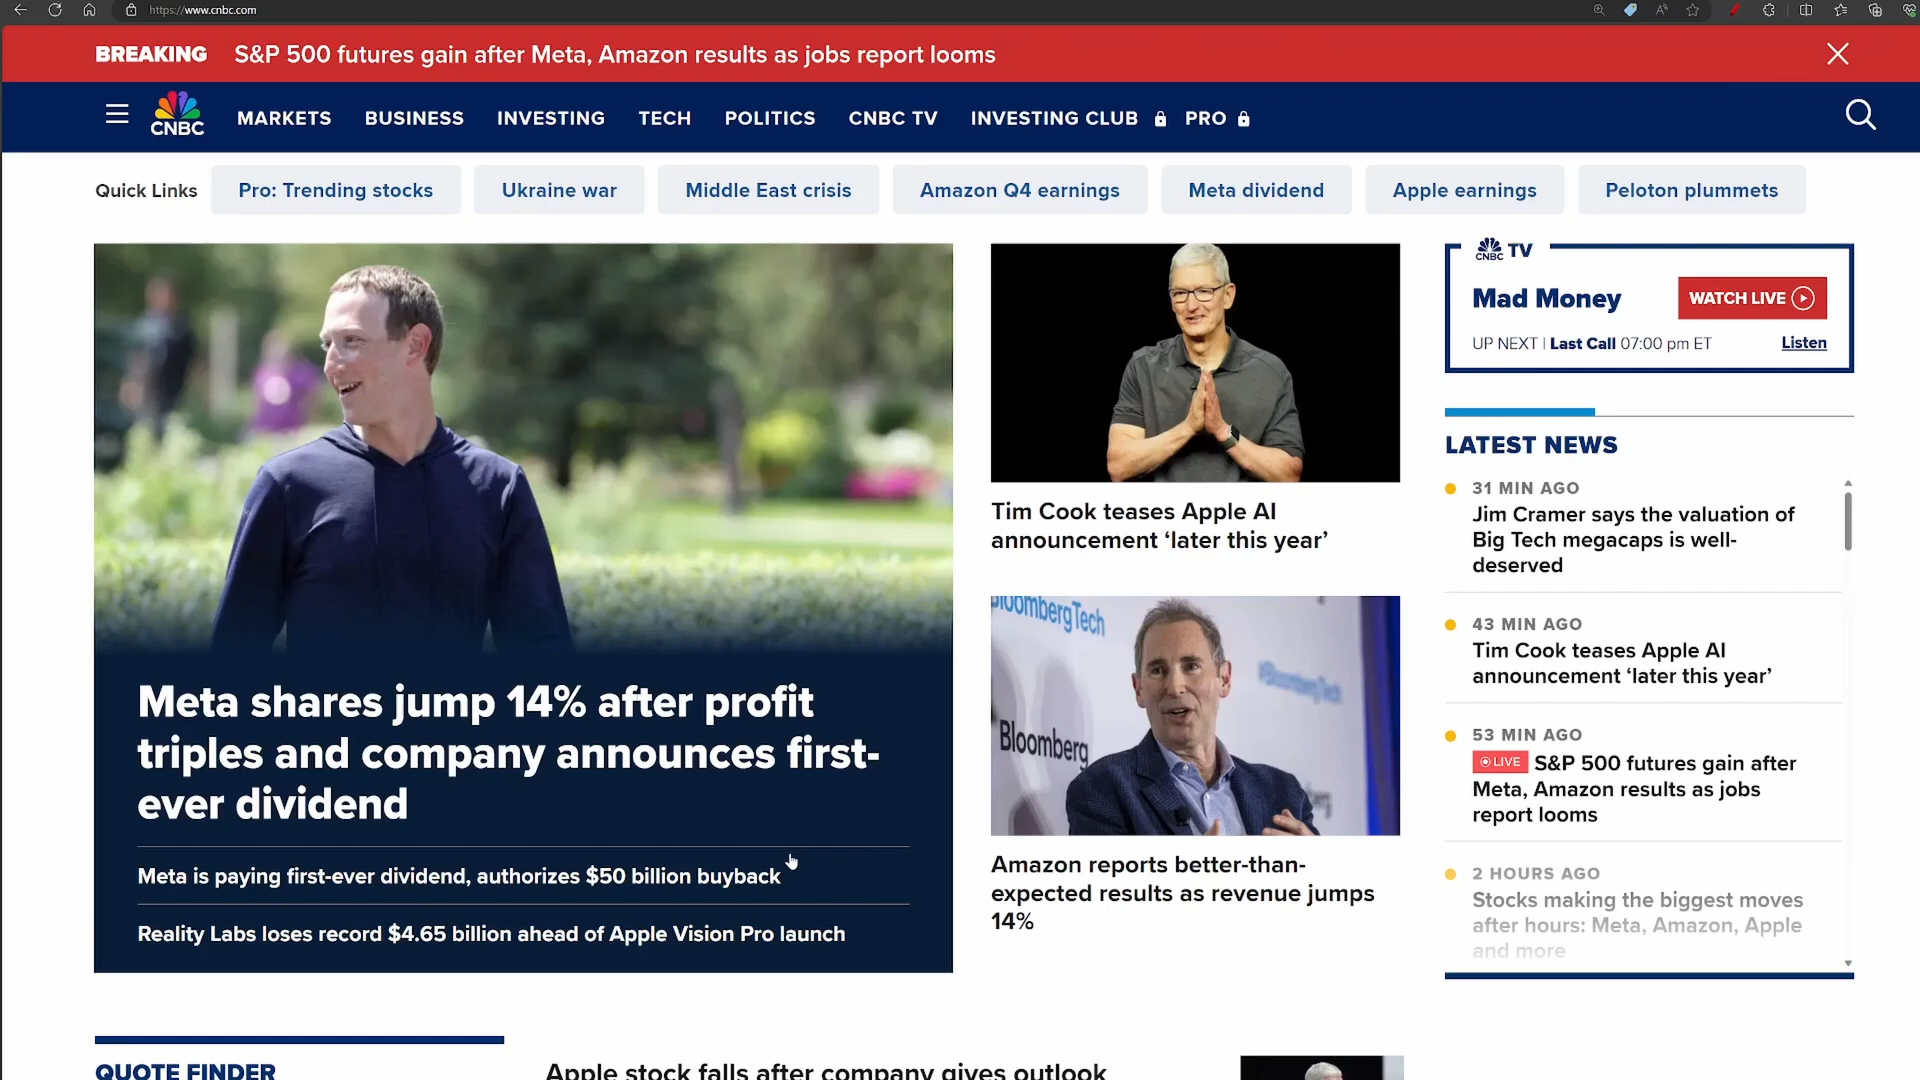 https://www.cnbc.com
BREAKING S&P 500 futures gain after Meta, Amazon results as jobs report looms
CNBC MARKETS BUSINESS INVESTING TECH POLITICS CNBC TV INVESTING CLUB PRO
Quick Links Pro: Trending stocks Ukraine war Middle East crisis Amazon Q4 earnings Meta dividend Apple earnings Peloton plummets
Meta shares jump 14% after profit
triples and company announces first-
ever dividend
Meta is paying first-ever dividend, authorizes $50 billion buyback
Reality Labs loses record $4.65 billion ahead of Apple Vision Pro launch
Tim Cook teases Apple AI
announcement ‘later this year’
BloombergTech
#BloombergTech
Bloomberg
Amazon reports better-than-
expected results as revenue jumps
14%
CNBC TV
Mad Money WATCH LIVE
UP NEXT | Last Call 07:00 pm ET Listen
LATEST NEWS
31 MIN AGO
Jim Cramer says the valuation of
Big Tech megacaps is well-
deserved
43 MIN AGO
Tim Cook teases Apple AI
announcement ‘later this year’
53 MIN AGO
LIVE S&P 500 futures gain after
Meta, Amazon results as jobs
report looms
2 HOURS AGO
Stocks making the biggest moves
after hours: Meta, Amazon, Apple
and more
QUOTE FINDER
Apple stock falls after company gives outlook